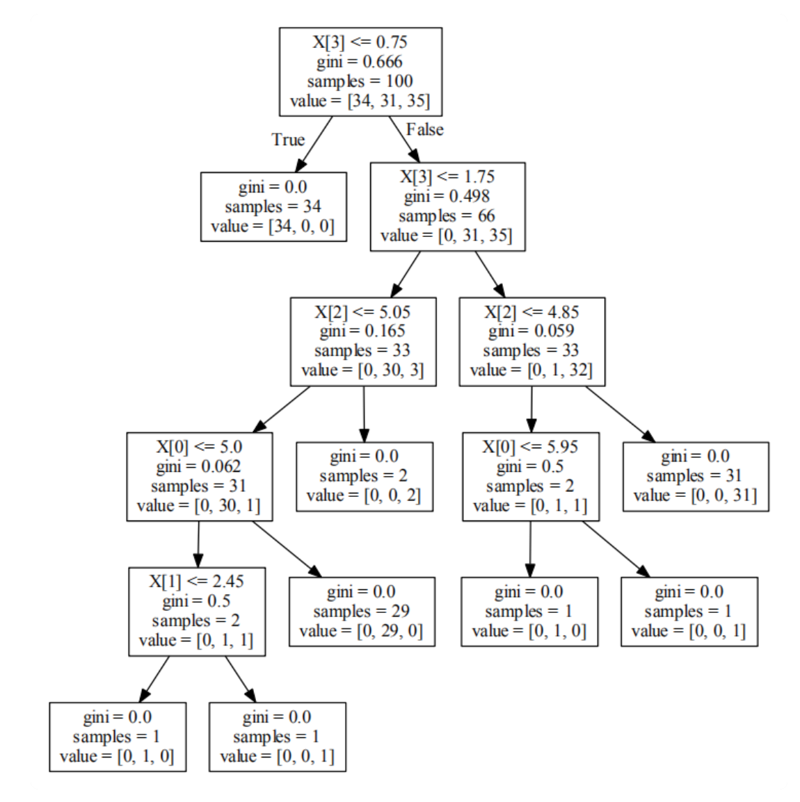 X[3] <= 0.75
gini = 0.666
samples = 100
value = [34, 31, 35]
True
False
gini = 0.0
samples = 34
value = [34, 0, 0]
X[3] <= 1.75
gini = 0.498
samples = 66
value = [0, 31, 35]
X[2] <= 5.05
gini = 0.165
samples = 33
value = [0, 30, 3]
X[2] <= 4.85
gini = 0.059
samples = 33
value = [0, 1, 32]
X[0] <= 5.0
gini = 0.062
samples = 31
value = [0, 30, 1]
gini = 0.0
samples = 2
value = [0, 0, 2]
X[0] <= 5.95
gini = 0.5
samples = 2
value = [0, 1, 1]
gini = 0.0
samples = 31
value = [0, 0, 31]
X[1] <= 2.45
gini = 0.5
samples = 2
value = [0, 1, 1]
gini = 0.0
samples = 29
value = [0, 29, 0]
gini = 0.0
samples = 1
value = [0, 1, 0]
gini = 0.0
samples = 1
value = [0, 0, 1]
gini = 0.0
samples = 1
value = [0, 1, 0]
gini = 0.0
samples = 1
value = [0, 0, 1]